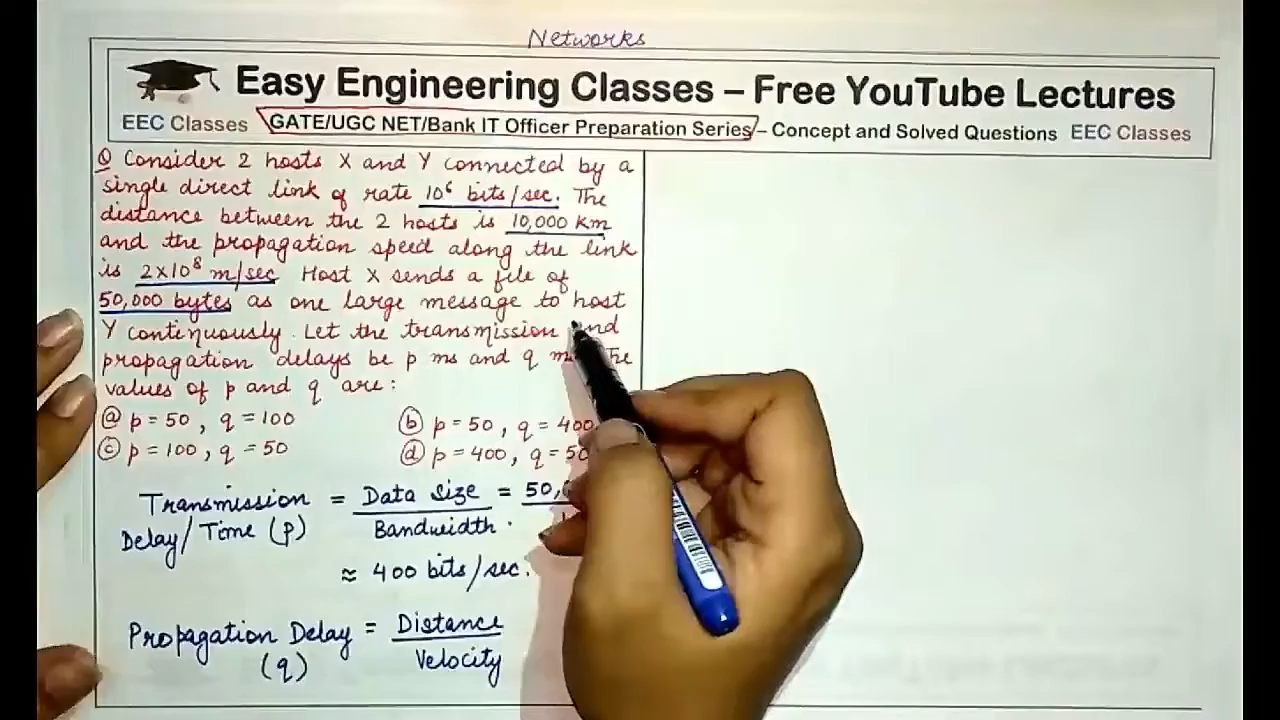 Networks
Easy Engineering Classes – Free YouTube Lectures
EEC Classes GATE/UGC NET/Bank IT Officer Preparation Series – Concept and Solved Questions EEC Classes
Q Consider 2 hosts X and Y connected by a
single direct link of rate 10⁶ bits/sec. The
distance between the 2 hosts is 10,000 Km
and the propagation speed along the link
is 2x10⁸ m/sec Host X sends a file of
50,000 bytes as one large message to host
Y continuously. Let the transmission and
propagation delays be p ms and q
values of p and q are:
(a) p = 50, q = 100
(b) p = 50, q = 400
(c) p = 100, q = 50
(d) p = 400, q = 50
Transmission Delay/Time (p) = Data Size / Bandwidth. =
≈ 400 bits/sec.
Propagation Delay (q) = Distance / Velocity